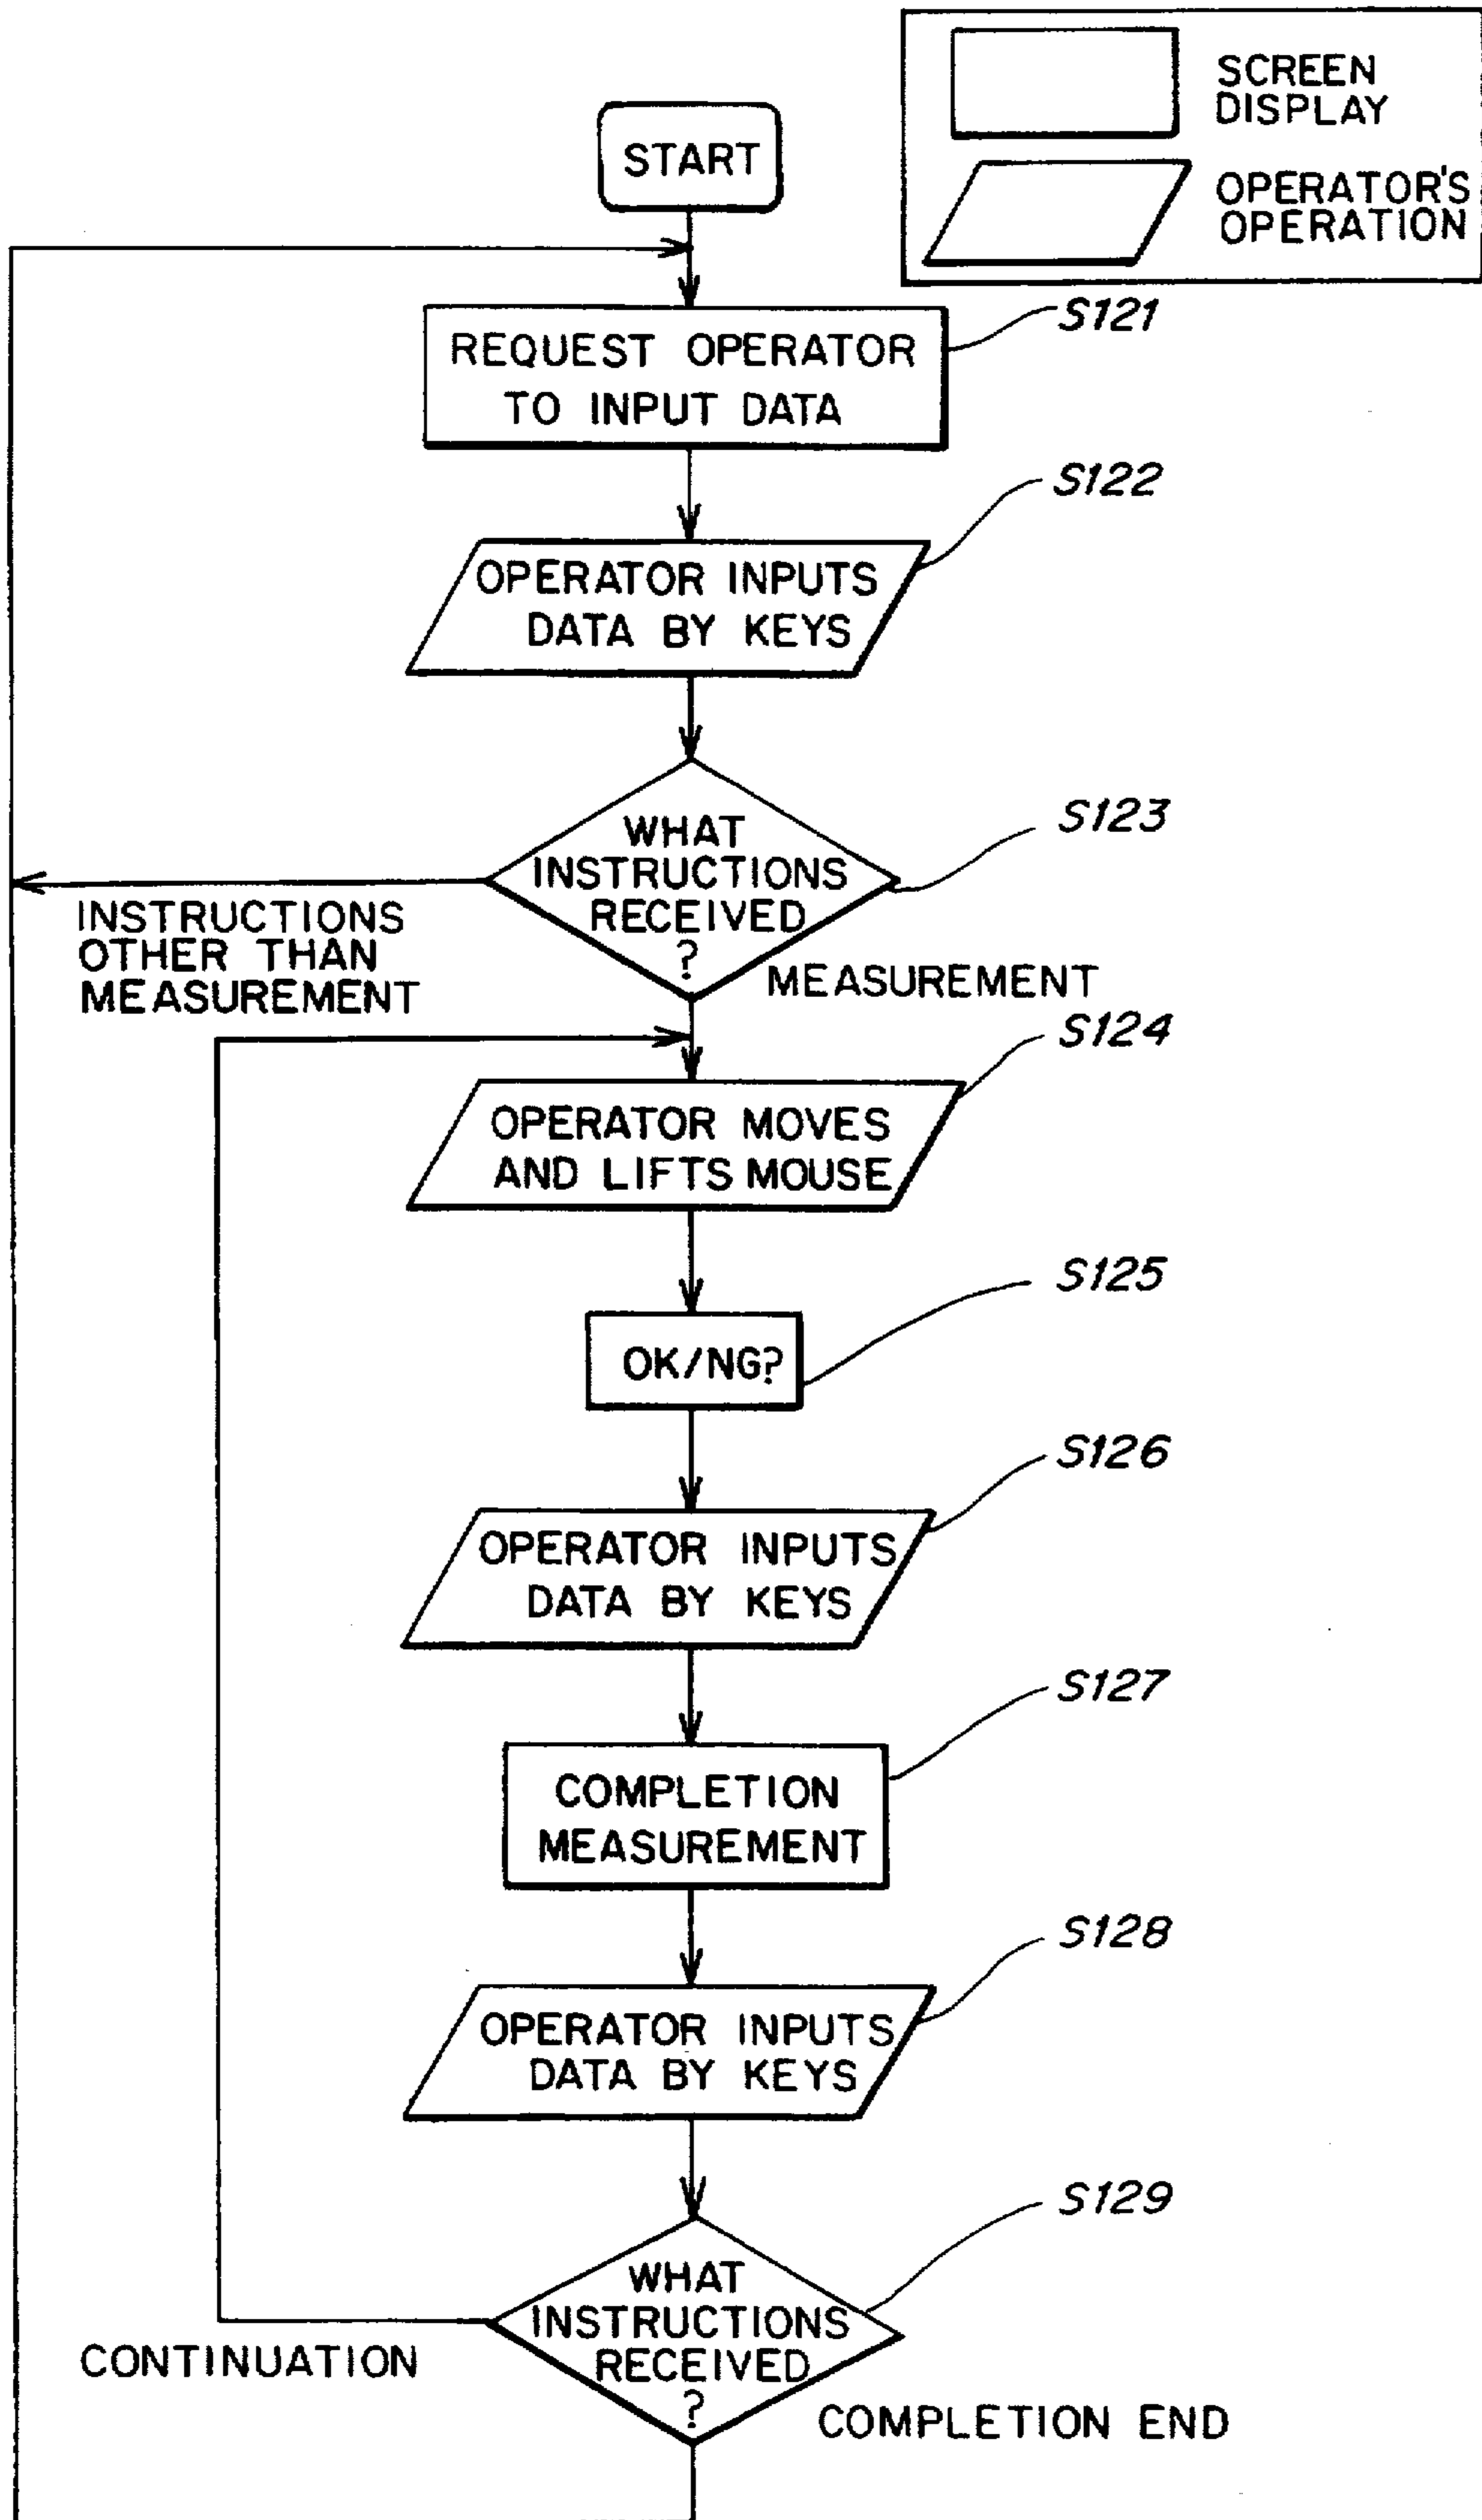 SCREEN
DISPLAY
OPERATOR'S
OPERATION
START
S121
REQUEST OPERATOR
TO INPUT DATA
S122
OPERATOR INPUTS
DATA BY KEYS
S123
WHAT
INSTRUCTIONS
RECEIVED
?
INSTRUCTIONS
OTHER THAN
MEASUREMENT
MEASUREMENT
S124
OPERATOR MOVES
AND LIFTS MOUSE
S125
OK/NG?
S126
OPERATOR INPUTS
DATA BY KEYS
S127
COMPLETION
MEASUREMENT
S128
OPERATOR INPUTS
DATA BY KEYS
S129
WHAT
INSTRUCTIONS
RECEIVED
?
CONTINUATION
COMPLETION END